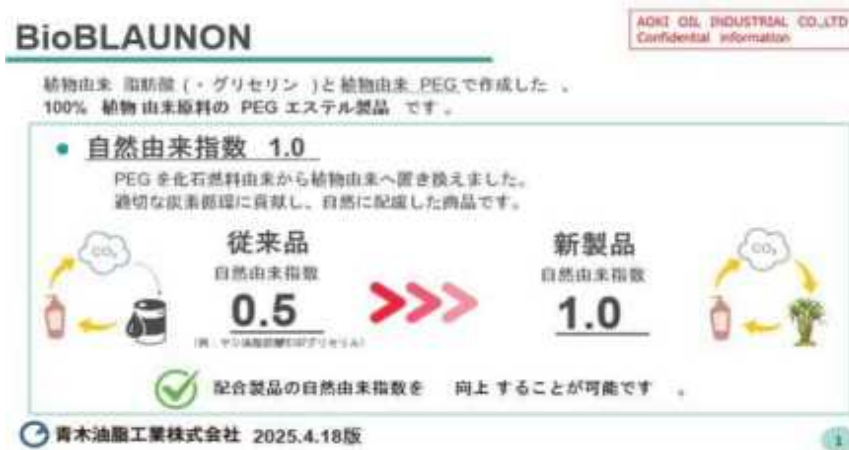 BioBLAUNON
AOKI OIL INDUSTRIAL CO.,LTD
Confidential information
植物由来 脂肪酸 (・グリセリン )と植物由来 PEGで作成した 、
100% 植物由来原料の PEG エステル製品 です 。
• 自然由来指数 1.0
PEG を化石燃料由来から植物由来へ置き換えました。
適切な炭素循環に貢献し、自然に配慮した商品です。
従来品
自然由来指数
0.5
新製品
自然由来指数
1.0
CO₂
CO₂
配合製品の自然由来指数を 向上 することが可能です 。
青木油脂工業株式会社 2025.4.18版
1